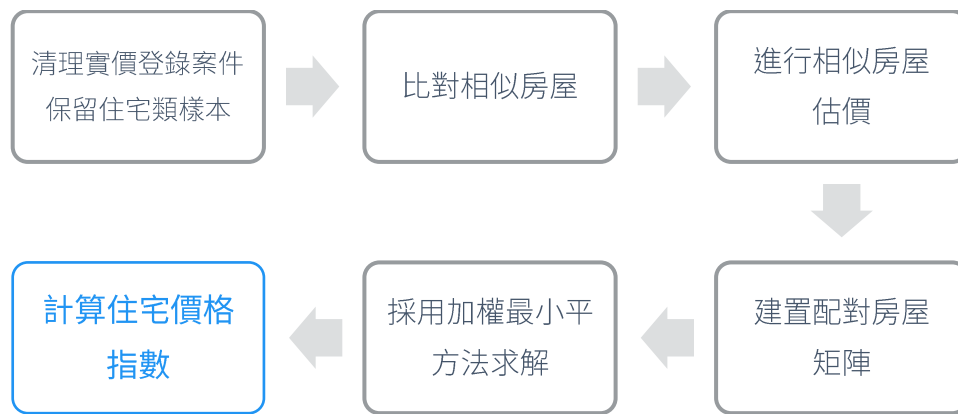 清理實價登錄案件
保留住宅類樣本
比對相似房屋
進行相似房屋
估價
建置配對房屋
矩陣
採用加權最小平
方法求解
計算住宅價格
指數